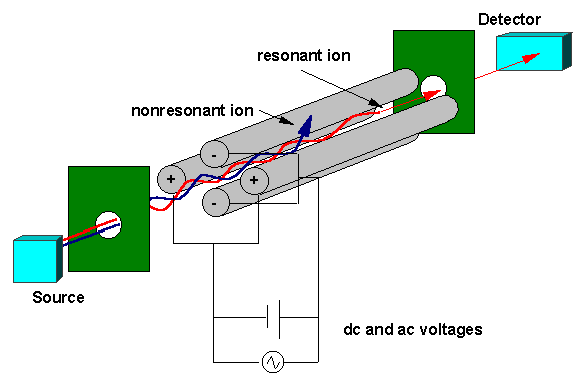 Detector
resonant ion
nonresonant ion
-
+
+
-
Source
dc and ac voltages